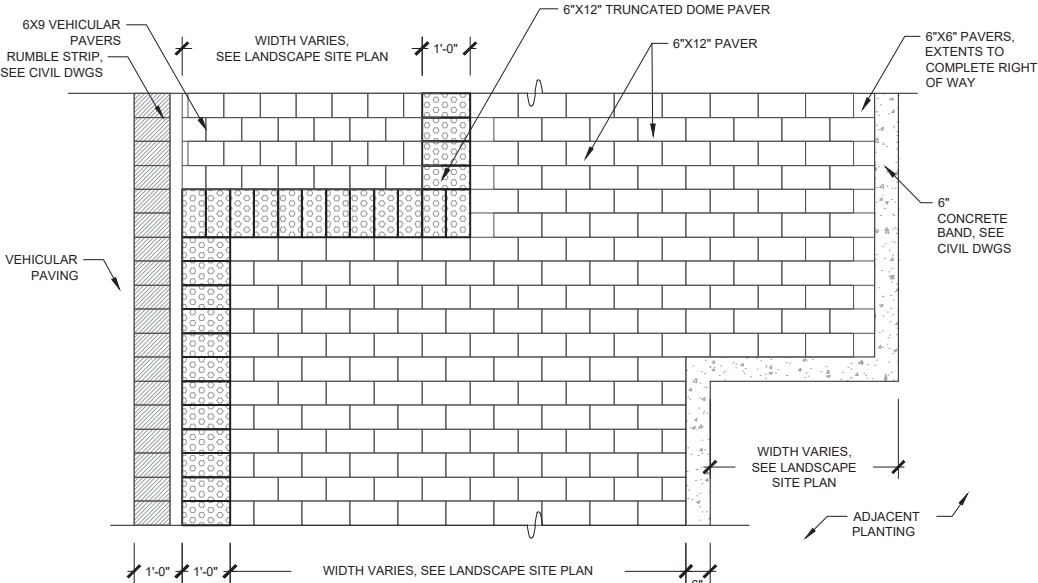 6X9 VEHICULAR
PAVERS
RUMBLE STRIP,
SEE CIVIL DWGS
WIDTH VARIES,
SEE LANDSCAPE SITE PLAN
1'-0"
6"X12" TRUNCATED DOME PAVER
6"X12" PAVER
6"X6" PAVERS,
EXTENTS TO
COMPLETE RIGHT
OF WAY
6"
CONCRETE
BAND, SEE
CIVIL DWGS
VEHICULAR
PAVING
WIDTH VARIES,
SEE LANDSCAPE
SITE PLAN
ADJACENT
PLANTING
1'-0"
1'-0"
WIDTH VARIES, SEE LANDSCAPE SITE PLAN
6"